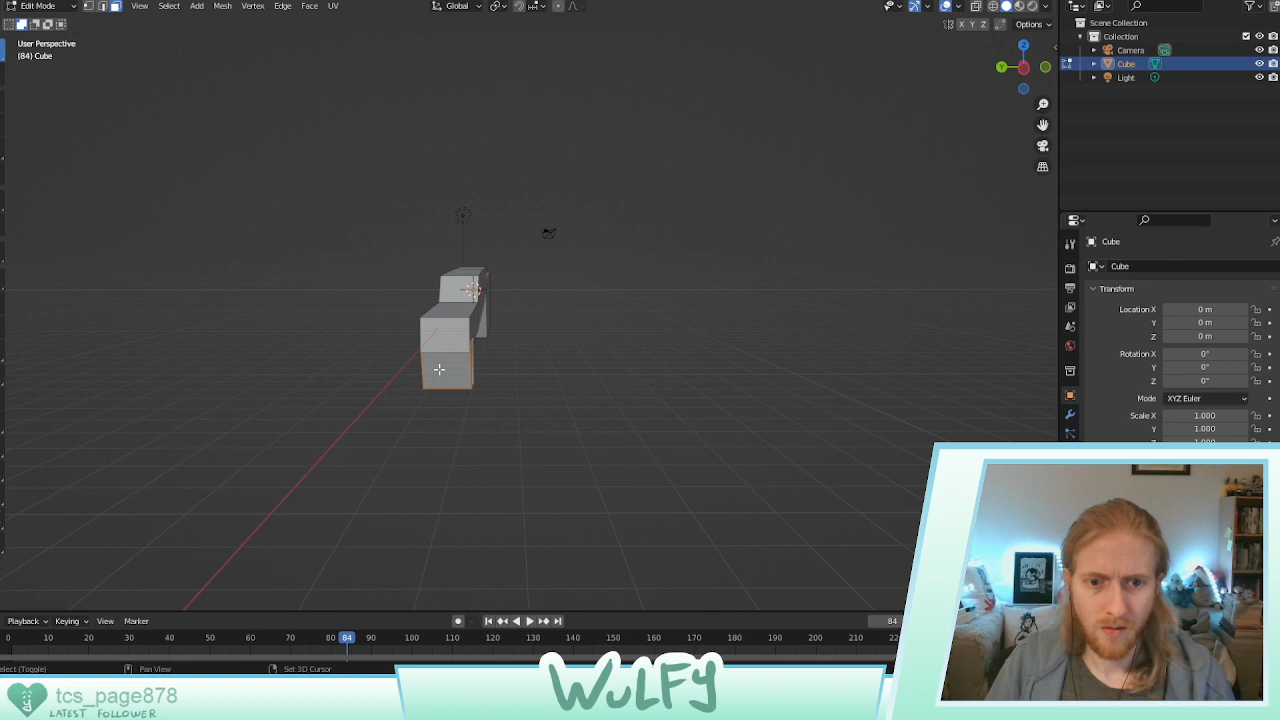 Edit Mode View Select Add Mesh Vertex Edge Face UV Global
X Y Z Options
User Perspective
(84) Cube
Z
Y
Scene Collection
Collection
Camera
Cube
Light
Cube
Cube
Transform
Location X 0 m
Y 0 m
Z 0 m
Rotation X 0°
Y 0°
Z 0°
Mode XYZ Euler
Scale X 1.000
Y 1.000
Playback Keying View Marker 84
0 10 20 30 40 50 60 70 80 84 90 100 110 120 130 140 150 160 170 180 190 200 210
elect (Toggle) Pan View Set 3D Cursor
WULFY
tcs_page878
LATEST FOLLOWER